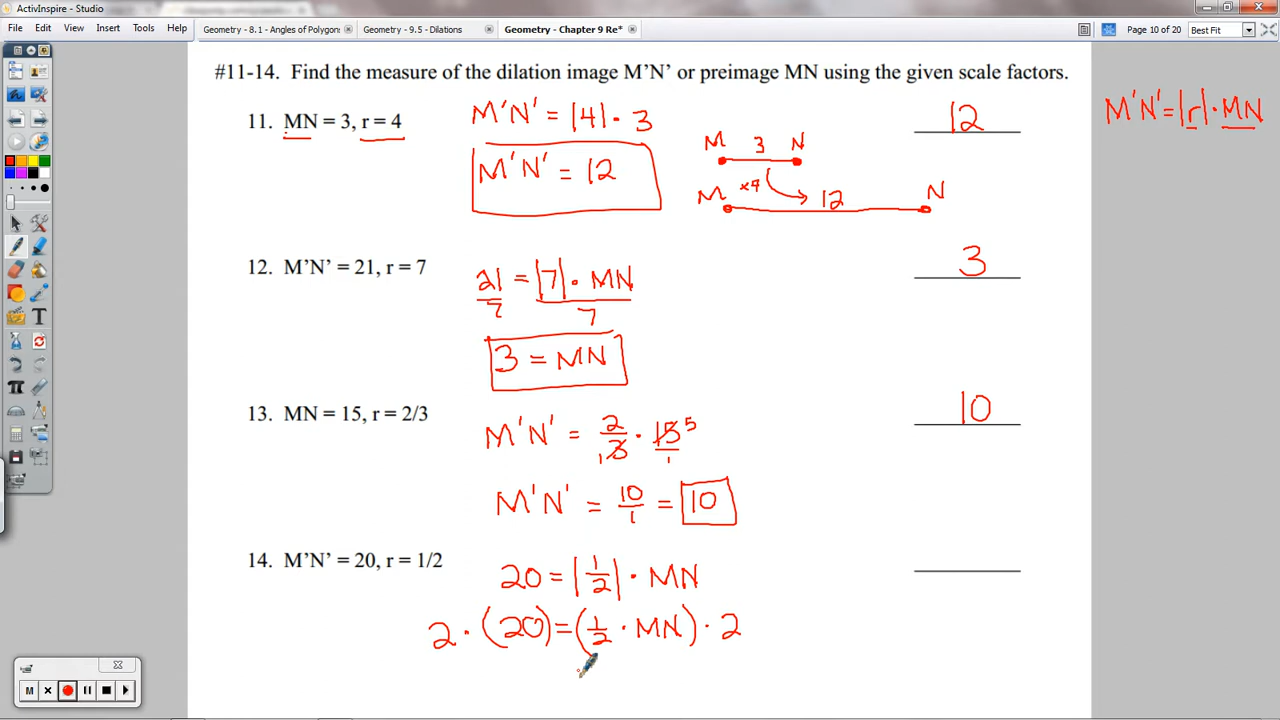 ActivInspire - Studio
File Edit View Insert Tools Help
Geometry - 8.1 - Angles of Polygons
Geometry - 9.5 - Dilations
Geometry - Chapter 9 Re*
Page 10 of 20
Best Fit
#11-14. Find the measure of the dilation image M’N’ or preimage MN using the given scale factors.
M'N' = |r| · MN
11. MN = 3, r = 4
M'N' = |4| · 3
12
M'N' = 12
M 3 N
x4
M 12 N
12. M’N’ = 21, r = 7
21/7 = |7| · MN/7
3
3 = MN
13. MN = 15, r = 2/3
M'N' = 2/3 · 15/1
1 5
10
M'N' = 10/1 = 10
14. M’N’ = 20, r = 1/2
20 = |1/2| · MN
2 · (20) = (1/2 · MN) · 2
T
M